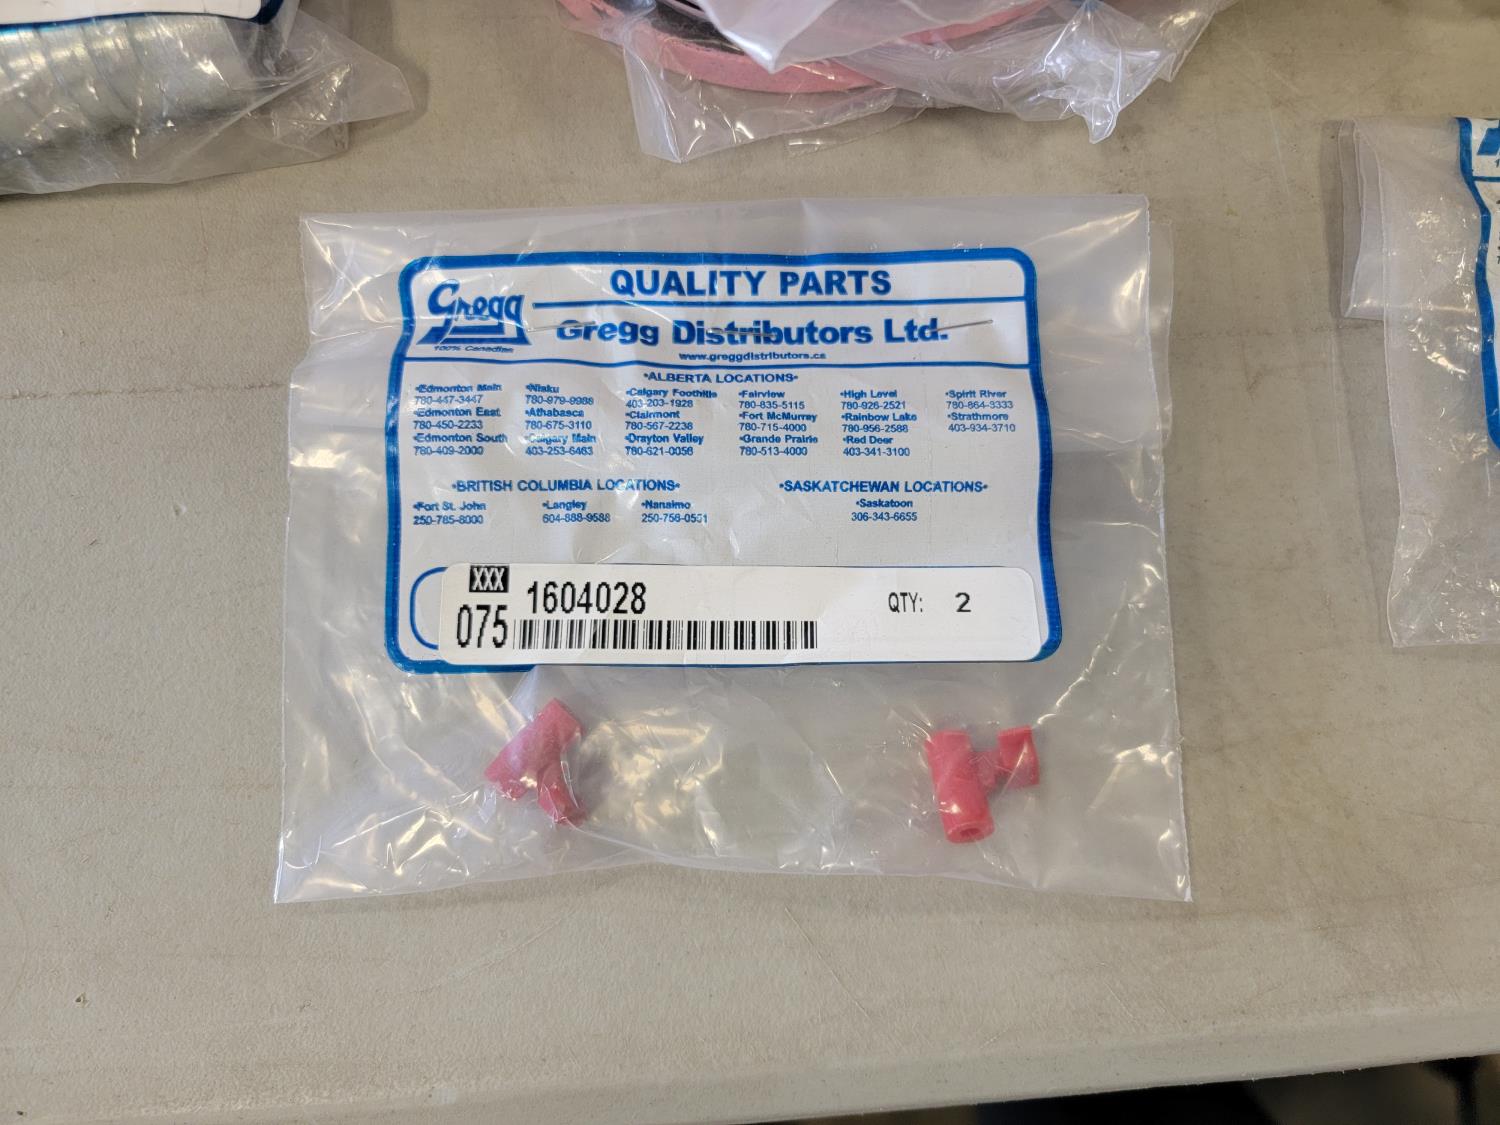 QUALITY PARTS
Gregg
100% Canadian
Gregg Distributors Ltd.
www.greggdistributors.ca
•ALBERTA LOCATIONS•
•Edmonton Main •Nisku •Calgary Foothills •Fairview •High Level •Spirit River
780-447-3447 780-979-9988 403-203-1928 780-835-5115 780-926-2521 780-864-3333
•Edmonton East •Athabasca •Clairmont •Fort McMurray •Rainbow Lake •Strathmore
780-450-2233 780-675-3110 780-567-2238 780-715-4000 780-956-2588 403-934-3710
•Edmonton South •Calgary Main •Drayton Valley •Grande Prairie •Red Deer
780-409-2000 403-253-6463 780-621-0056 780-513-4000 403-341-3100
•BRITISH COLUMBIA LOCATIONS• •SASKATCHEWAN LOCATIONS•
•Fort St. John •Langley •Nanaimo •Saskatoon
250-785-8000 604-888-9588 250-756-0551 306-343-6655
XXX
075 1604028 QTY: 2